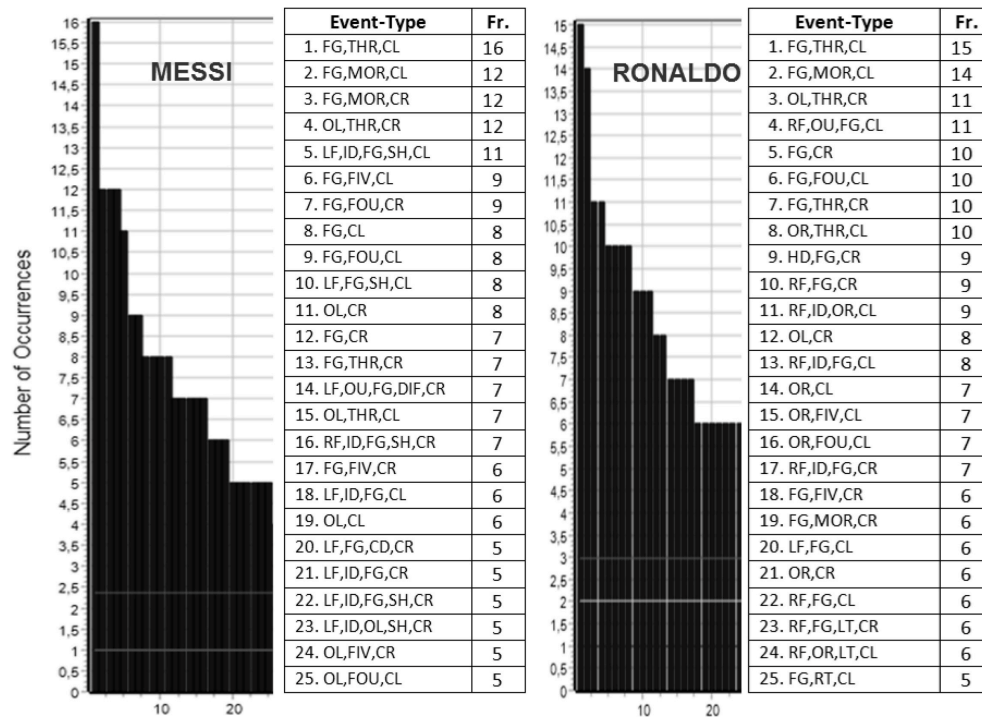 Number of Occurrences
16
15,5
15
14,5
14
13,5
13
12,5
12
11,5
11
10,5
10
9,5
9
8,5
8
7,5
7
6,5
6
5,5
5
4,5
4
3,5
3
2,5
2
1,5
1
0,5
0
10 20
MESSI
Event-Type Fr.
1. FG,THR,CL 16
2. FG,MOR,CL 12
3. FG,MOR,CR 12
4. OL,THR,CR 12
5. LF,ID,FG,SH,CL 11
6. FG,FIV,CL 9
7. FG,FOU,CR 9
8. FG,CL 8
9. FG,FOU,CL 8
10. LF,FG,SH,CL 8
11. OL,CR 8
12. FG,CR 7
13. FG,THR,CR 7
14. LF,OU,FG,DIF,CR 7
15. OL,THR,CL 7
16. RF,ID,FG,SH,CR 7
17. FG,FIV,CR 6
18. LF,ID,FG,CL 6
19. OL,CL 6
20. LF,FG,CD,CR 5
21. LF,ID,FG,CR 5
22. LF,ID,FG,SH,CR 5
23. LF,ID,OL,SH,CR 5
24. OL,FIV,CR 5
25. OL,FOU,CL 5
15
14,5
14
13,5
13
12,5
12
11,5
11
10,5
10
9,5
9
8,5
8
7,5
7
6,5
6
5,5
5
4,5
4
3,5
3
2,5
2
1,5
1
0,5
0
10 20
RONALDO
Event-Type Fr.
1. FG,THR,CL 15
2. FG,MOR,CL 14
3. OL,THR,CR 11
4. RF,OU,FG,CL 11
5. FG,CR 10
6. FG,FOU,CL 10
7. FG,THR,CR 10
8. OR,THR,CL 10
9. HD,FG,CR 9
10. RF,FG,CR 9
11. RF,ID,OR,CL 9
12. OL,CR 8
13. RF,ID,FG,CL 8
14. OR,CL 7
15. OR,FIV,CL 7
16. OR,FOU,CL 7
17. RF,ID,FG,CR 7
18. FG,FIV,CR 6
19. FG,MOR,CR 6
20. LF,FG,CL 6
21. OR,CR 6
22. RF,FG,CL 6
23. RF,FG,LT,CR 6
24. RF,OR,LT,CL 6
25. FG,RT,CL 5